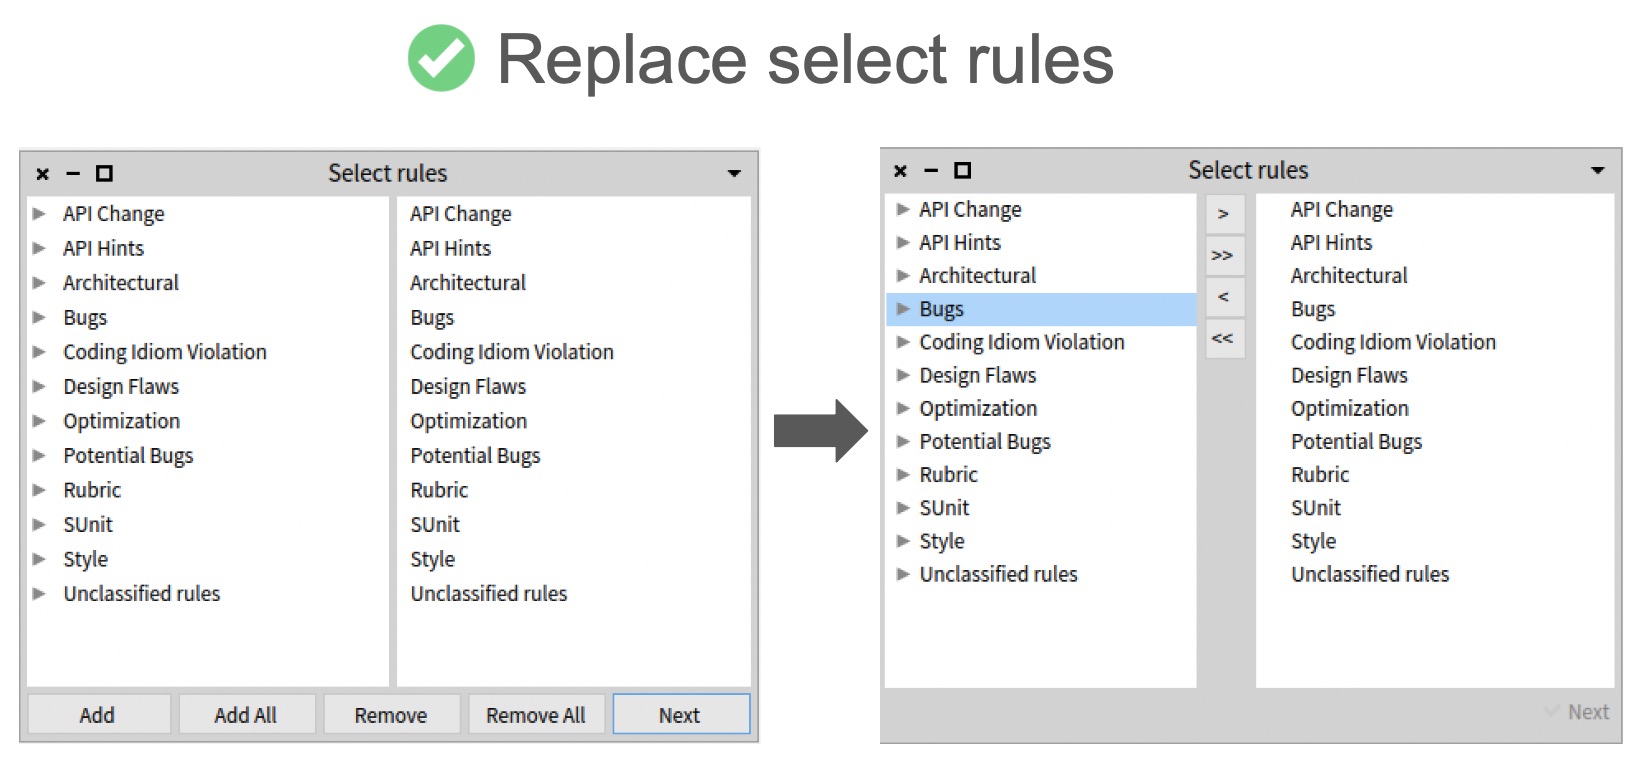 Replace select rules
Select rules
API Change
API Hints
Architectural
Bugs
Coding Idiom Violation
Design Flaws
Optimization
Potential Bugs
Rubric
SUnit
Style
Unclassified rules
API Change
API Hints
Architectural
Bugs
Coding Idiom Violation
Design Flaws
Optimization
Potential Bugs
Rubric
SUnit
Style
Unclassified rules
Add
Add All
Remove
Remove All
Next
Select rules
API Change
API Hints
Architectural
Bugs
Coding Idiom Violation
Design Flaws
Optimization
Potential Bugs
Rubric
SUnit
Style
Unclassified rules
>
>>
<
<<
API Change
API Hints
Architectural
Bugs
Coding Idiom Violation
Design Flaws
Optimization
Potential Bugs
Rubric
SUnit
Style
Unclassified rules
Next